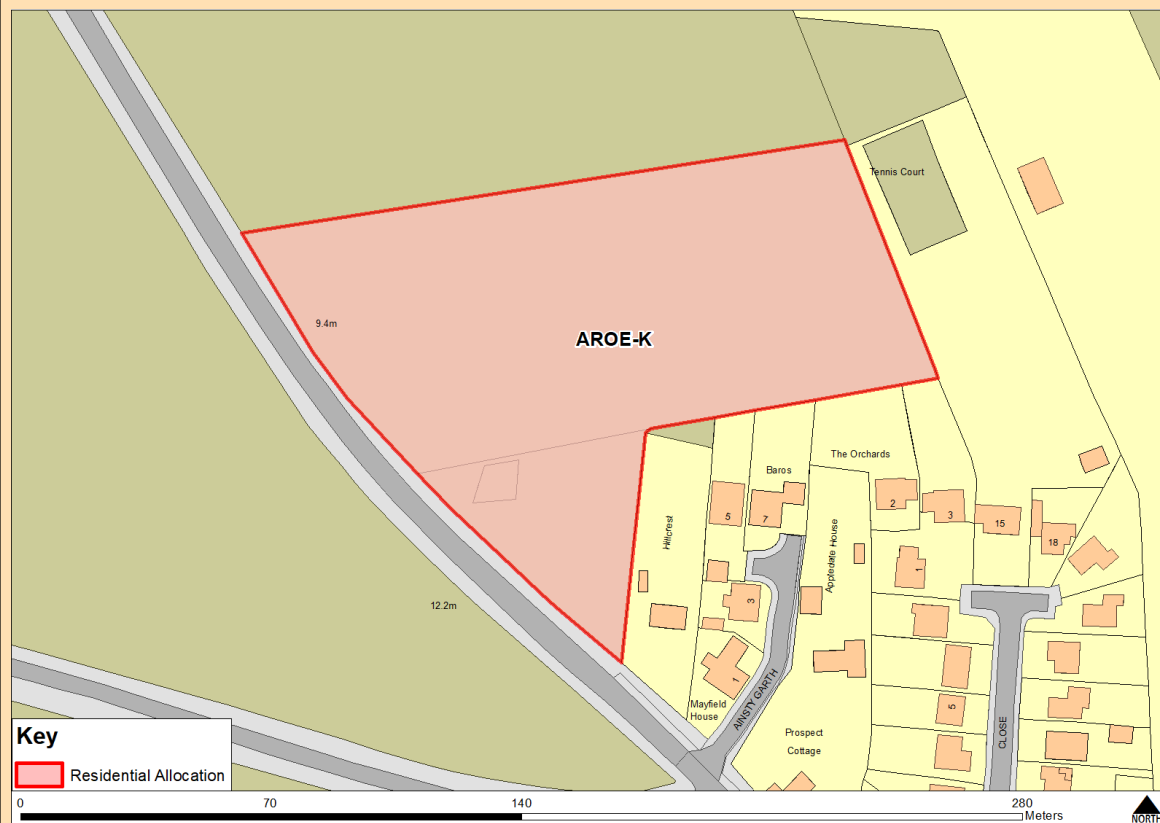 Tennis Court
9.4m
AROE-K
The Orchards
Baros
2
3
5
7
15
18
Hillcrest
Appledate House
1
3
12.2m
1
5
Mayfield
House
AINSTY GARTH
Prospect
Cottage
CLOSE
Key
Residential Allocation
0
70
140
280
Meters
NORTH